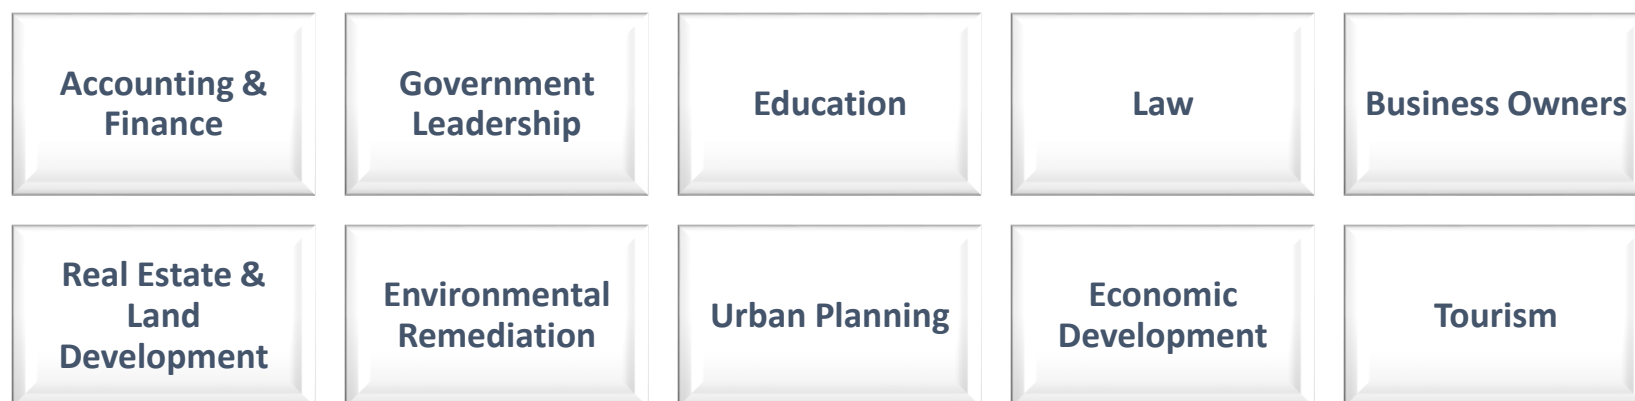 Accounting &
Finance
Government
Leadership
Education
Law
Business Owners
Real Estate &
Land
Development
Environmental
Remediation
Urban Planning
Economic
Development
Tourism